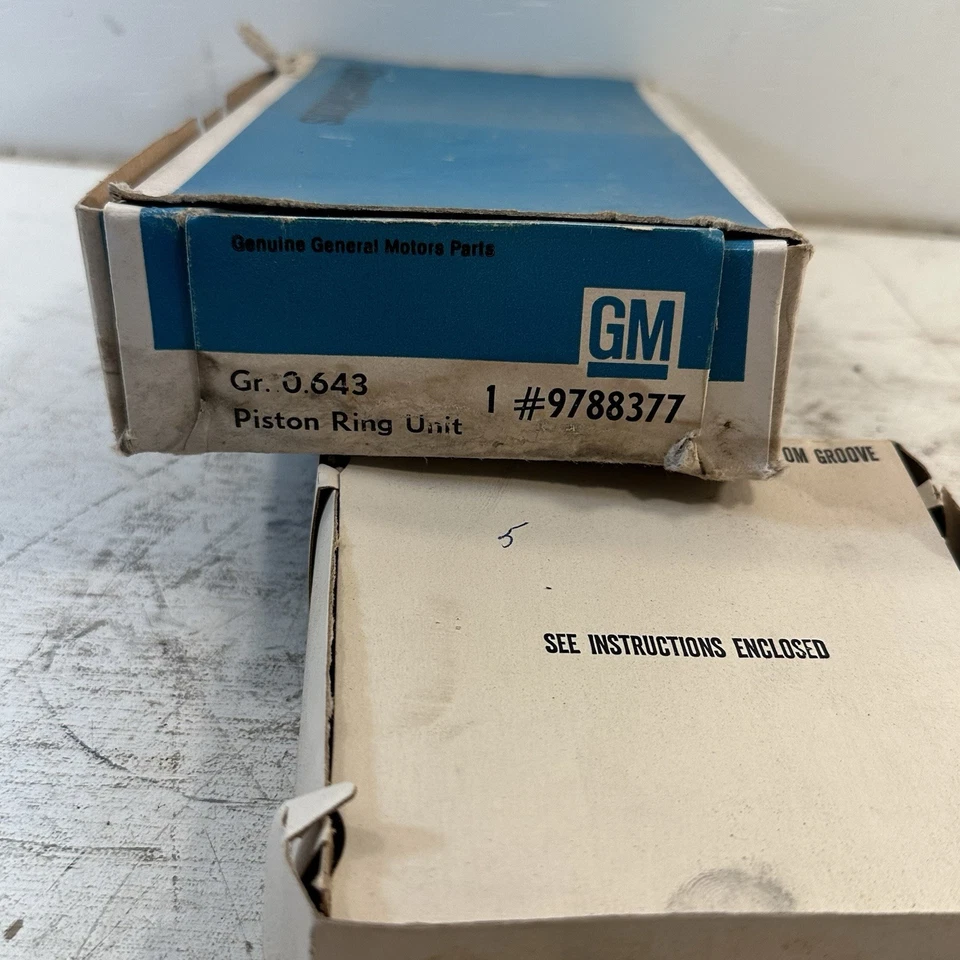 Genuine General Motors Parts
GM
Gr. 0.643
1 #9788377
Piston Ring Unit
OM GROOVE
5
SEE INSTRUCTIONS ENCLOSED